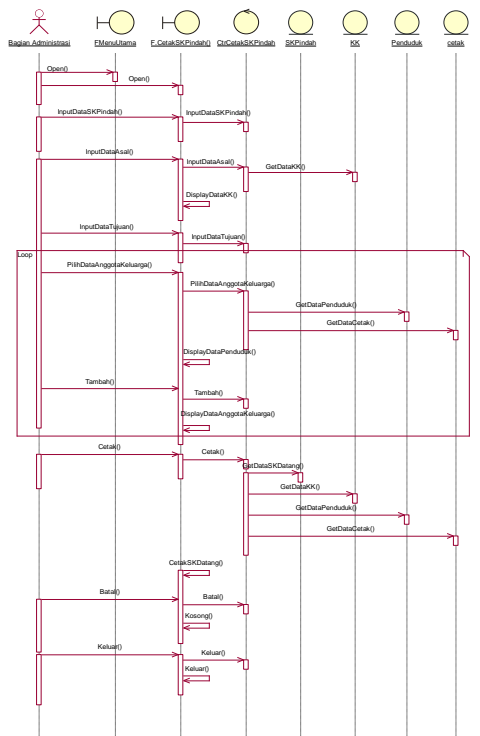 Bagian Administrasi FMenuUtama F_CetakSKPindah() CtrCetakSKPindah SKPindah KK Penduduk cetak
Open()
Open()
InputDataSKPindah() InputDataSKPindah()
InputDataAsal()
InputDataAsal()
GetDataKK()
DisplayDataKK()
InputDataTujuan()
InputDataTujuan()
Loop
PilihDataAnggotaKeluarga()
PilihDataAnggotaKeluarga()
GetDataPenduduk()
GetDataCetak()
DisplayDataPenduduk()
Tambah()
Tambah()
DisplayDataAnggotaKeluarga()
Cetak() Cetak()
GetDataSKDatang()
GetDataKK()
GetDataPenduduk()
GetDataCetak()
CetakSKDatang()
Batal()
Batal()
Kosong()
Keluar()
Keluar()
Keluar()